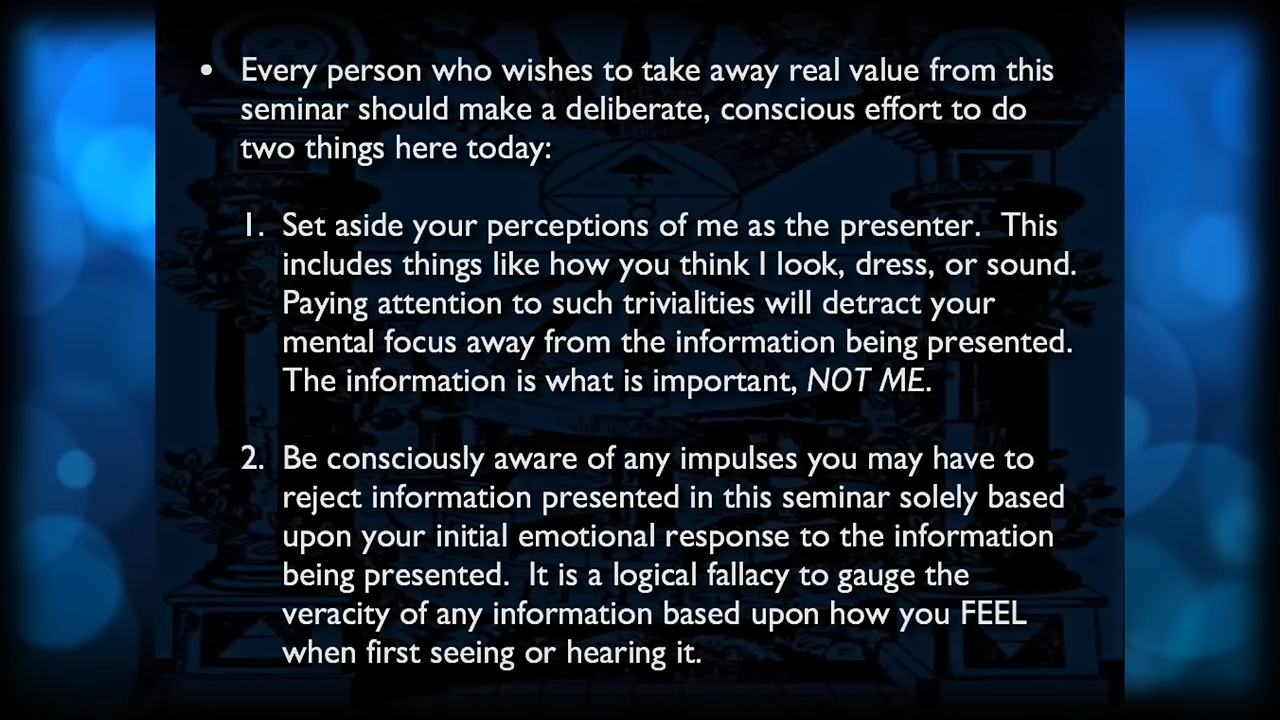 • Every person who wishes to take away real value from this
seminar should make a deliberate, conscious effort to do
two things here today:
1. Set aside your perceptions of me as the presenter. This
includes things like how you think I look, dress, or sound.
Paying attention to such trivialities will detract your
mental focus away from the information being presented.
The information is what is important, NOT ME.
2. Be consciously aware of any impulses you may have to
reject information presented in this seminar solely based
upon your initial emotional response to the information
being presented. It is a logical fallacy to gauge the
veracity of any information based upon how you FEEL
when first seeing or hearing it.